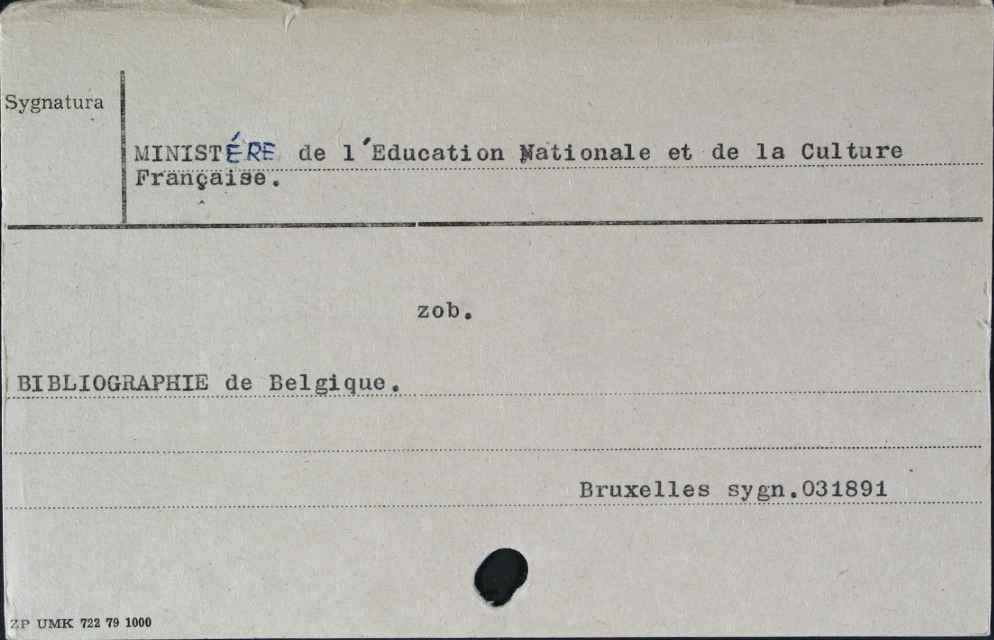 Sygnatura
MINISTÉRE de l'Education Nationale et de la Culture
Française.
zob.
BIBLIOGRAPHIE de Belgique.
Bruxelles sygn.031891
ZP UMK 722 79 1000